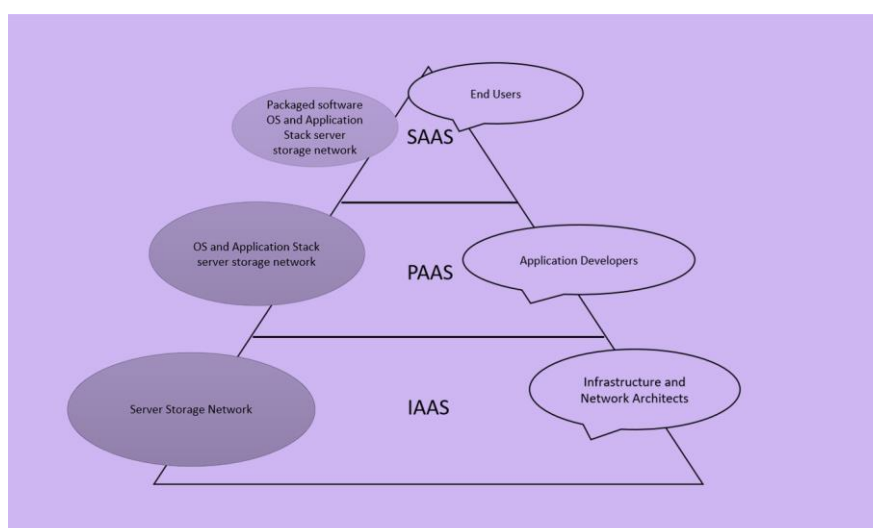 End Users
Packaged software
OS and Application
Stack server
storage network
SAAS
OS and Application Stack
server storage network
PAAS
Application Developers
Server Storage Network
IAAS
Infrastructure and
Network Architects